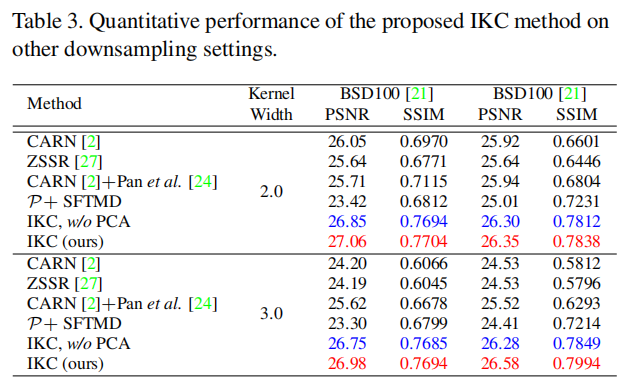 Table 3. Quantitative performance of the proposed IKC method on
other downsampling settings.
Method Kernel Width BSD100 [21] BSD100 [21]
PSNR SSIM PSNR SSIM
CARN [2] 2.0 26.05 0.6970 25.92 0.6601
ZSSR [27] 25.64 0.6771 25.64 0.6446
CARN [2]+Pan et al. [24] 25.71 0.7115 25.94 0.6804
𝒫+ SFTMD 23.42 0.6812 25.01 0.7231
IKC, w/o PCA 26.85 0.7694 26.30 0.7812
IKC (ours) 27.06 0.7704 26.35 0.7838
CARN [2] 3.0 24.20 0.6066 24.53 0.5812
ZSSR [27] 24.19 0.6045 24.53 0.5796
CARN [2]+Pan et al. [24] 25.62 0.6678 25.52 0.6293
𝒫+ SFTMD 23.30 0.6799 24.41 0.7214
IKC, w/o PCA 26.75 0.7685 26.28 0.7849
IKC (ours) 26.98 0.7694 26.58 0.7994